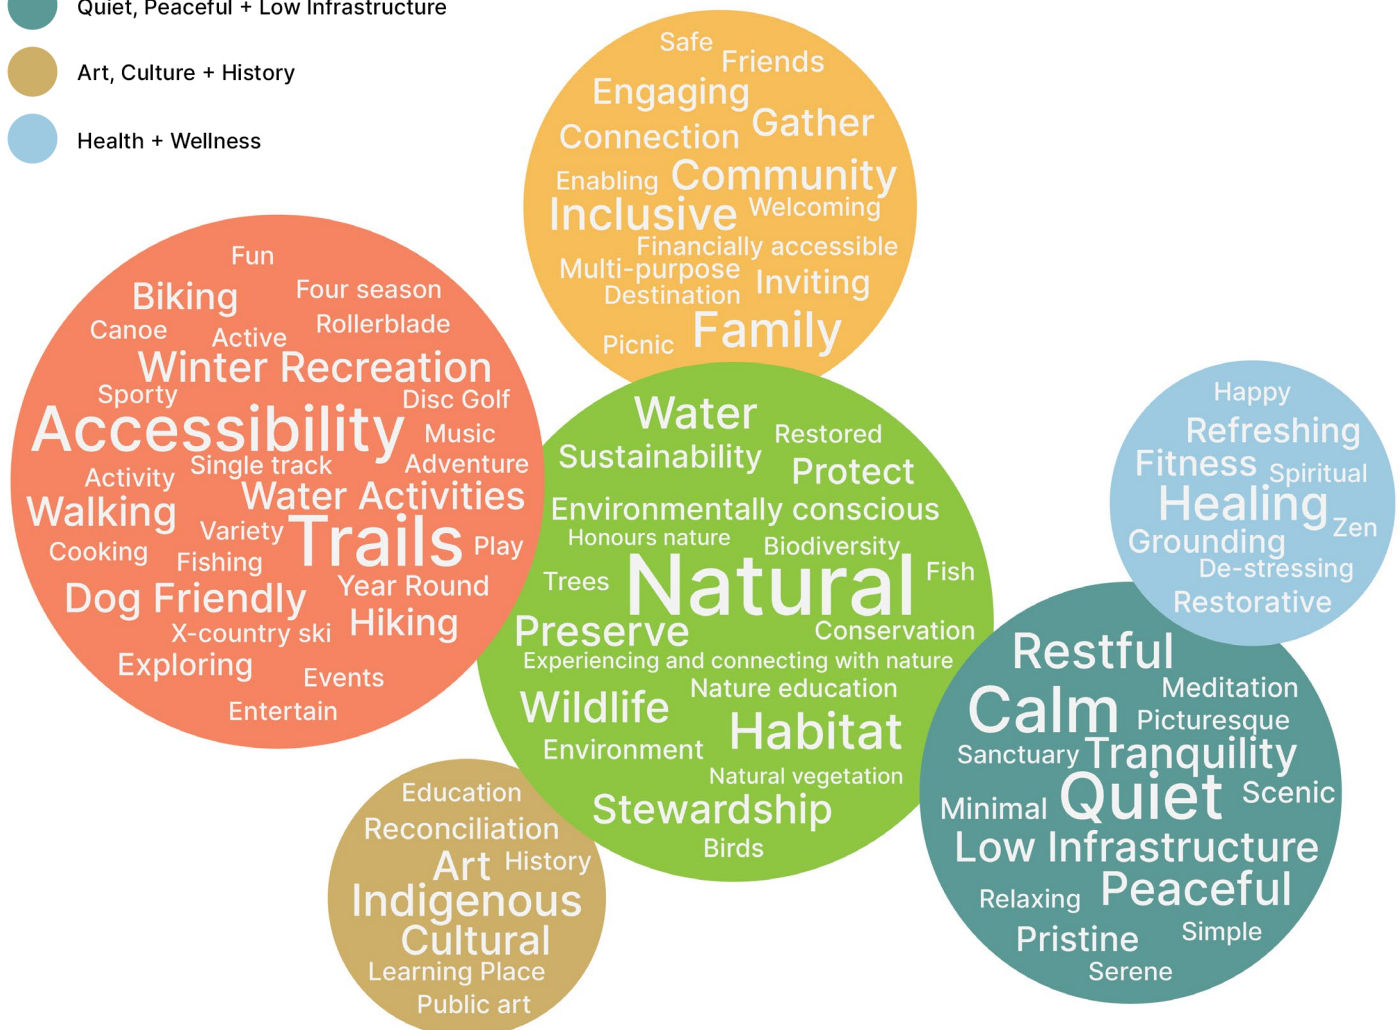 Quiet, Peaceful + Low Infrastructure
Art, Culture + History
Health + Wellness
Safe
Friends
Engaging
Gather
Connection
Community
Enabling
Inclusive
Welcoming
Financially accessible
Multi-purpose
Inviting
Destination
Family
Picnic
Fun
Biking
Four season
Canoe
Active
Rollerblade
Winter Recreation
Sporty
Disc Golf
Accessibility
Music
Activity
Single track
Adventure
Water Activities
Walking
Variety
Trails
Play
Cooking
Fishing
Year Round
Dog Friendly
Hiking
X-country ski
Exploring
Events
Entertain
Water
Restored
Sustainability
Protect
Environmentally conscious
Honours nature
Biodiversity
Trees
Natural
Fish
Preserve
Conservation
Experiencing and connecting with nature
Nature education
Wildlife
Habitat
Environment
Natural vegetation
Stewardship
Birds
Happy
Refreshing
Fitness
Spiritual
Healing
Zen
Grounding
De-stressing
Restorative
Restful
Meditation
Calm
Picturesque
Sanctuary
Tranquility
Quiet
Scenic
Minimal
Low Infrastructure
Relaxing
Peaceful
Pristine
Simple
Serene
Education
Reconciliation
Art
History
Indigenous
Cultural
Learning Place
Public art